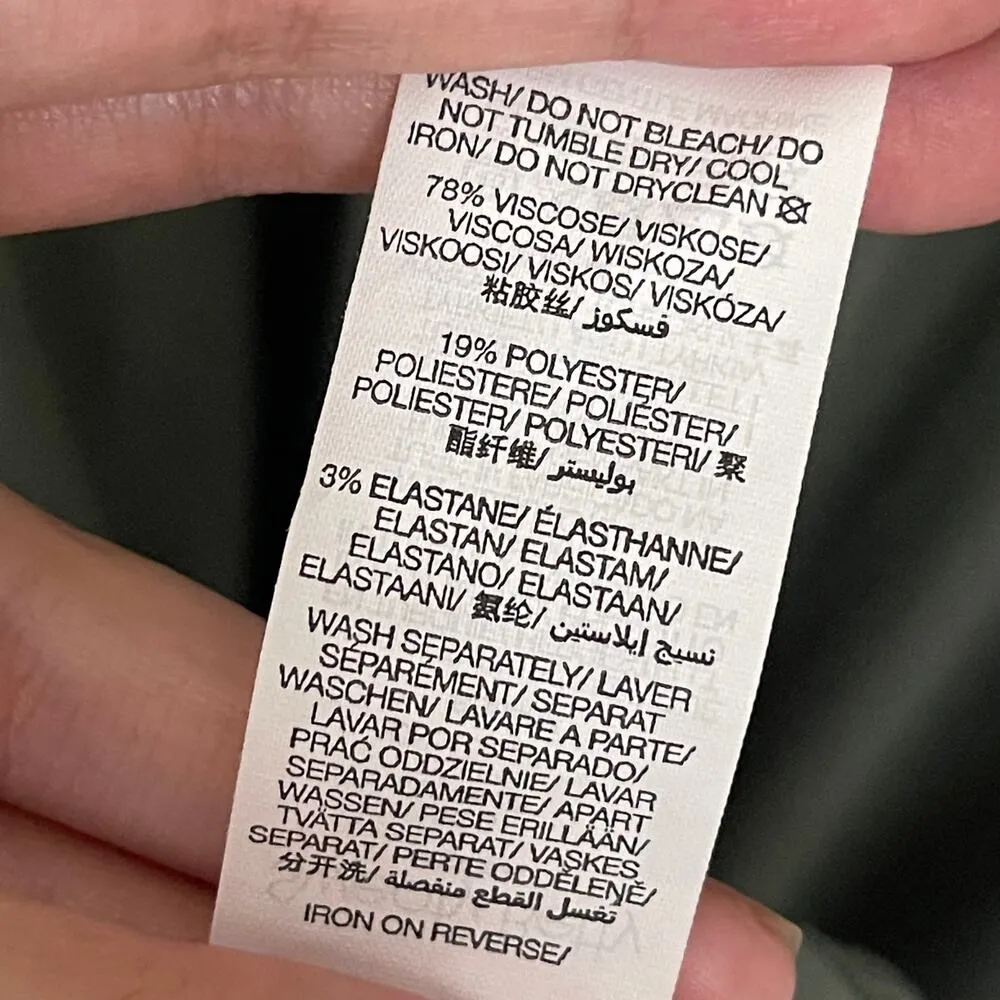 WASH/ DO NOT BLEACH/ DO
NOT TUMBLE DRY/ COOL
IRON/ DO NOT DRYCLEAN
78% VISCOSE/ VISKOSE/
VISCOSA/ WISKOZA/
VISKOOSI/ VISKOS/ VISKÓZA/
粘胶丝/ فسكوز
19% POLYESTER/
POLIESTERE/ POLIÉSTER/
POLIESTER/ POLYESTERI/ 聚
酯纤维/ بوليستر
3% ELASTANE/ ÉLASTHANNE/
ELASTAN/ ELASTAM/
ELASTANO/ ELASTAAN/
ELASTAANI/ 氨纶/ نسيج إيلاستين
WASH SEPARATELY/ LAVER
SÉPARÉMENT/ SEPARAT
WASCHEN/ LAVARE A PARTE/
LAVAR POR SEPARADO/
PRAĆ ODDZIELNIE/ LAVAR
SEPARADAMENTE/ APART
WASSEN/ PESE ERILLÄÄN/
TVÄTTA SEPARAT/ VASKES
SEPARAT/ PERTE ODDĚLENĚ/
分开洗/ تغسل القطع منفصلة
IRON ON REVERSE/